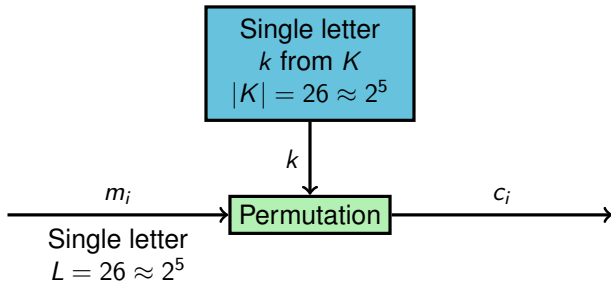 Single letter
k from K
|K| = 26 ≈ 2⁵
k
mᵢ
Permutation
cᵢ
Single letter
L = 26 ≈ 2⁵